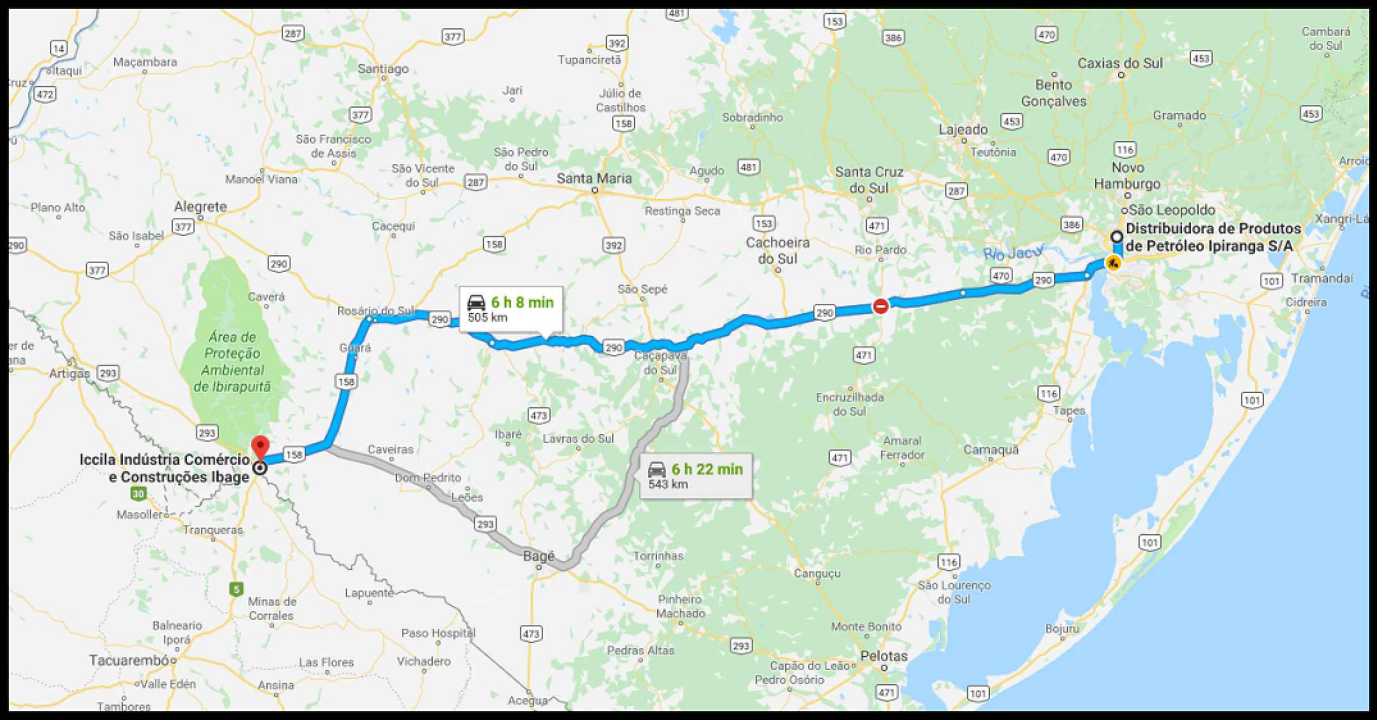 481
153
287
377
392
386
470
Cambará
do Sul
14
Itaqui
Maçambara
Santiago
Tupanciretã
Caxias do Sul
453
Cruz
472
Jari
Júlio de
Castilhos
Bento
Gonçalves
377
158
Sobradinho
453
Gramado
453
São Francisco
de Assis
Lajeado
Teutônia
São Pedro
do Sul
470
116
Arroio
Manoel Viana
São Vicente
do Sul
287
Santa Maria
Agudo
481
Santa Cruz
do Sul
287
Novo
Hamburgo
Plano Alto
Alegrete
377
Restinga Seca
153
471
386
São Leopoldo
Xangri-Lá
290
São Isabel
Cacequi
158
392
Cachoeira
do Sul
Rio Pardo
Rio Jacuy
Distribuidora de Produtos
de Petróleo Ipiranga S/A
377
290
470
290
101
Tramandaí
Caverá
São Sepé
Cidreira
Rosário do Sul
290
6 h 8 min
505 km
290
Área de
Proteção
Ambiental
de Ibirapuitã
Guará
290
Caçapava
do Sul
471
Artigas
293
158
116
Tapes
101
Encruzilhada
do Sul
293
473
Ibaré
Lavras do Sul
Amaral
Ferrador
Camaquã
Iccila Indústria Comércio
e Construções Ibage
158
Caveiras
471
6 h 22 min
543 km
30
Masoller
Dom Pedrito
Leões
Tranqueras
293
101
Bagé
Torrinhas
116
Canguçu
São Lourenço
do Sul
5
Lapuente
Minas de
Corrales
Pinheiro
Machado
Balneario
Iporá
Paso Hospital
473
293
Monte Bonito
Bojuru
Tacuarembó
Las Flores
Vichadero
Pedras Altas
Capão do Leão
Pelotas
Valle Edén
Ansina
Pedro Osório
471
101
Tambores
Acegua